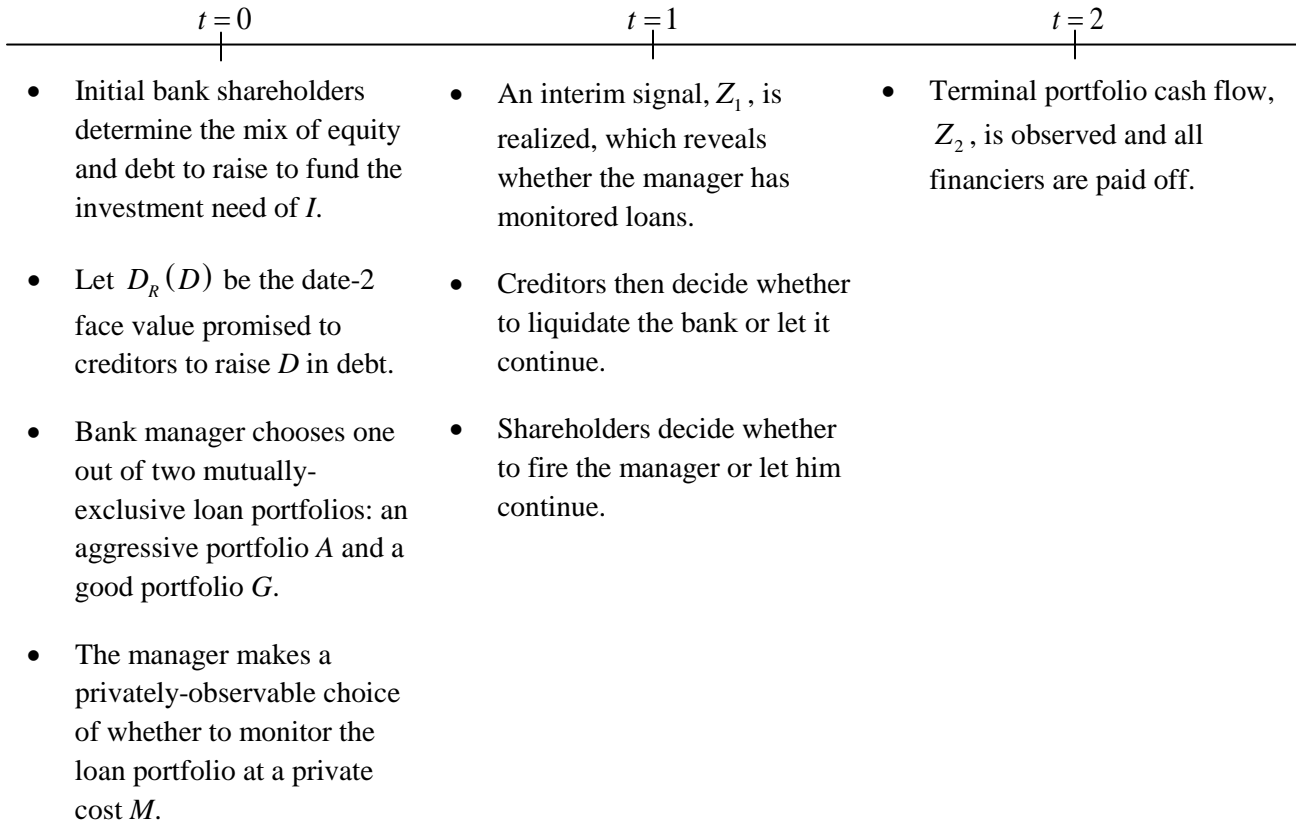 t = 0
t = 1
t = 2
• Initial bank shareholders
determine the mix of equity
and debt to raise to fund the
investment need of I.
• Let D_R(D) be the date-2
face value promised to
creditors to raise D in debt.
• Bank manager chooses one
out of two mutually-
exclusive loan portfolios: an
aggressive portfolio A and a
good portfolio G.
• The manager makes a
privately-observable choice
of whether to monitor the
loan portfolio at a private
cost M.
• An interim signal, Z_1, is
realized, which reveals
whether the manager has
monitored loans.
• Creditors then decide whether
to liquidate the bank or let it
continue.
• Shareholders decide whether
to fire the manager or let him
continue.
• Terminal portfolio cash flow,
Z_2, is observed and all
financiers are paid off.